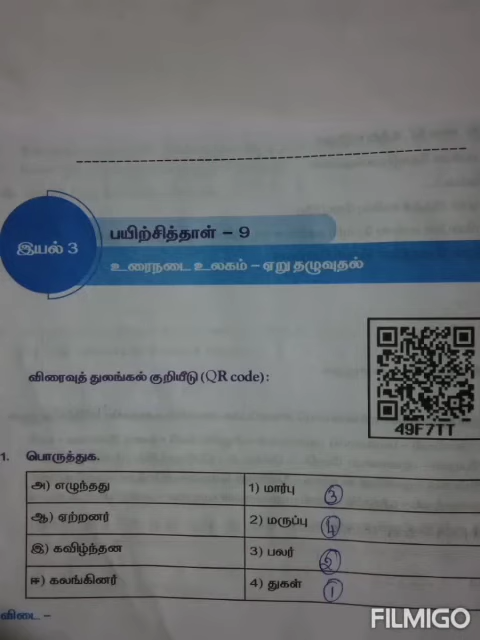 இயல் 3
பயிற்சித்தாள் – 9
உரைநடை உலகம் – ஏறு தழுவுதல்
விரைவுத் துலங்கல் குறியீடு (QR code) :
49F7TT
1. பொருத்துக.
அ) எழுந்தது 1) மார்பு 3
ஆ) ஏற்றனர் 2) மருப்பு 4
இ) கவிழ்ந்தன 3) பலர் 2
ஈ) கலங்கினர் 4) துகள் 1
விடை –
FILMIGO